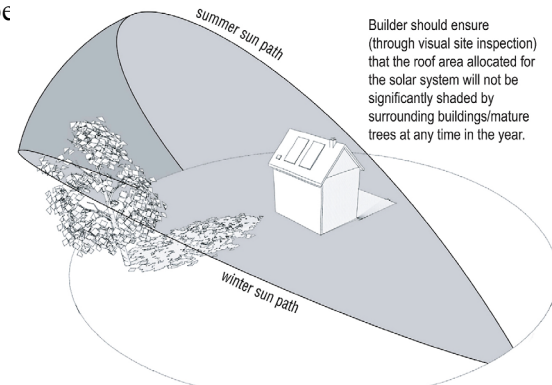 summer sun path
Builder should ensure
(through visual site inspection)
that the roof area allocated for
the solar system will not be
significantly shaded by
surrounding buildings/mature
trees at any time in the year.
winter sun path